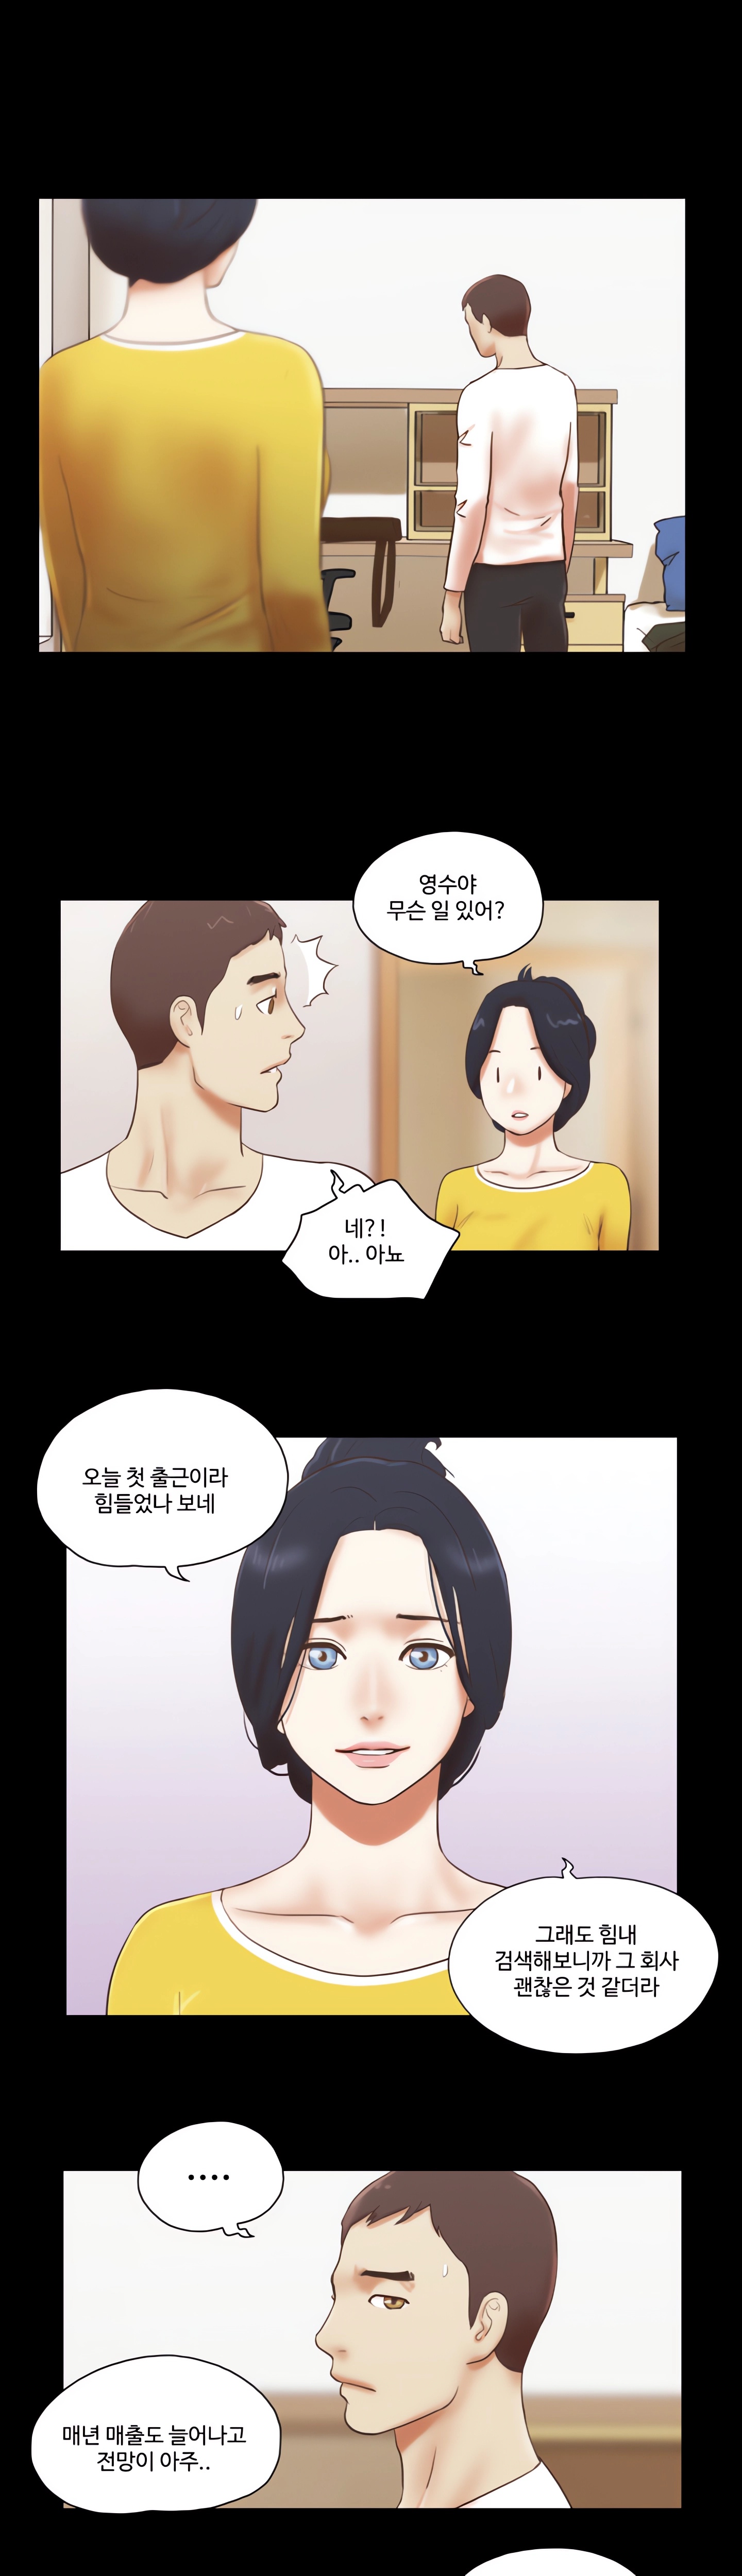 영수야
무슨 일 있어?
네?!
아.. 아뇨
오늘 첫 출근이라
힘들었나 보네
그래도 힘내
검색해보니까 그 회사
괜찮은 것 같더라
....
매년 매출도 늘어나고
전망이 아주..